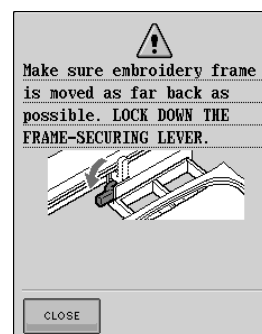 Make sure embroidery frame
is moved as far back as
possible. LOCK DOWN THE
FRAME-SECURING LEVER.
CLOSE